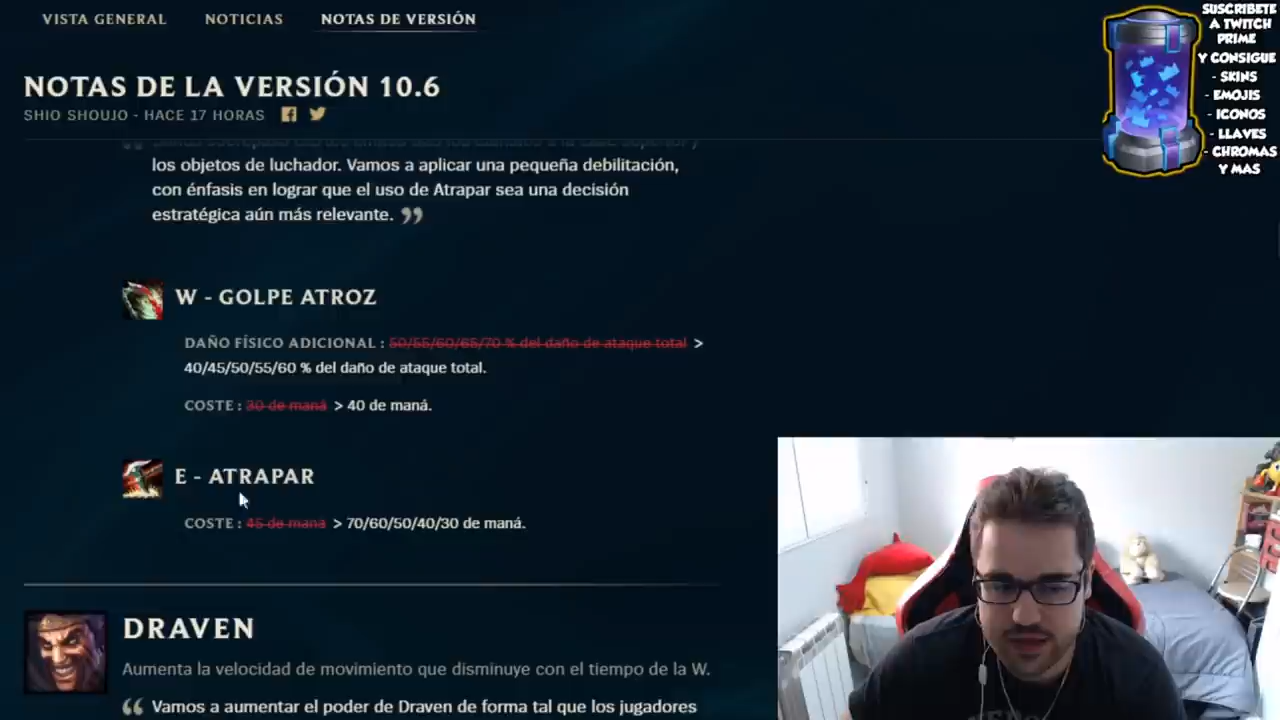 VISTA GENERAL NOTICIAS NOTAS DE VERSIÓN
NOTAS DE LA VERSIÓN 10.6
SHIO SHOUJO - HACE 17 HORAS
los objetos de luchador. Vamos a aplicar una pequeña debilitación,
con énfasis en lograr que el uso de Atrapar sea una decisión
estratégica aún más relevante. ”
W - GOLPE ATROZ
DAÑO FÍSICO ADICIONAL : 50/55/60/65/70 % del daño de ataque total >
40/45/50/55/60 % del daño de ataque total.
COSTE : 30 de maná > 40 de maná.
E - ATRAPAR
COSTE : 45 de maná > 70/60/50/40/30 de maná.
DRAVEN
Aumenta la velocidad de movimiento que disminuye con el tiempo de la W.
“ Vamos a aumentar el poder de Draven de forma tal que los jugadores
SUSCRIBETE
A TWITCH
PRIME
Y CONSIGUE
- SKINS
- EMOJIS
- ICONOS
- LLAVES
- CHROMAS
Y MAS